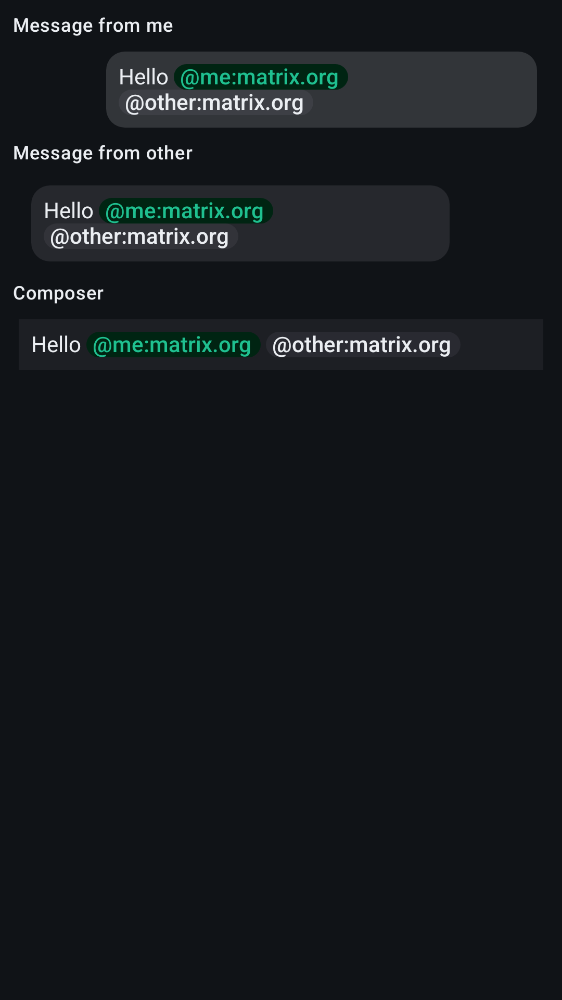 Message from me
Hello @me:matrix.org
@other:matrix.org
Message from other
Hello @me:matrix.org
@other:matrix.org
Composer
Hello @me:matrix.org @other:matrix.org